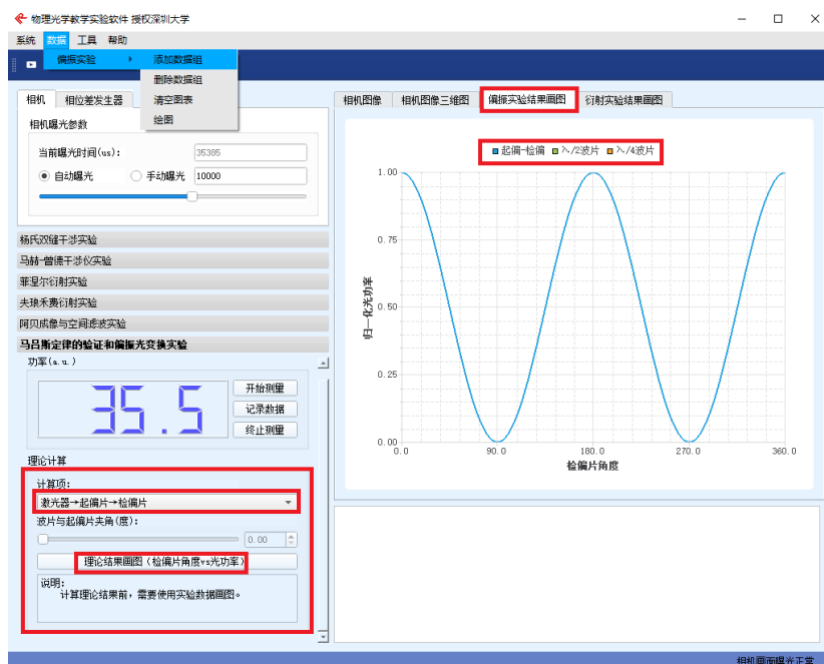 物理光学教学实验软件 授权深圳大学
系统 数据 工具 帮助
偏振实验
添加数据组
删除数据组
清空图表
绘图
相机 相位差发生器
相机曝光参数
当前曝光时间(us): 35385
自动曝光 手动曝光 10000
杨氏双缝干涉实验
马赫-曾德干涉仪实验
菲涅尔衍射实验
夫琅禾费衍射实验
阿贝成像与空间虑波实验
马吕斯定律的验证和偏振光变换实验
功率(a.u.)
35.5
开始测量
记录数据
终止测量
理论计算
计算项:
激光器→起偏片→检偏片
波片与起偏片夹角(度):
0.00
理论结果画图(检偏片角度vs光功率)
说明:
计算理论结果前，需要使用实验数据画图。
相机图像 相机图像三维图 偏振实验结果画图 衍射实验结果画图
起偏-检偏 λ/2波片 λ/4波片
1.00
0.75
0.50
0.25
0.00
归一化光功率
0.0 90.0 180.0 270.0 360.0
检偏片角度
相机画面曝光正常